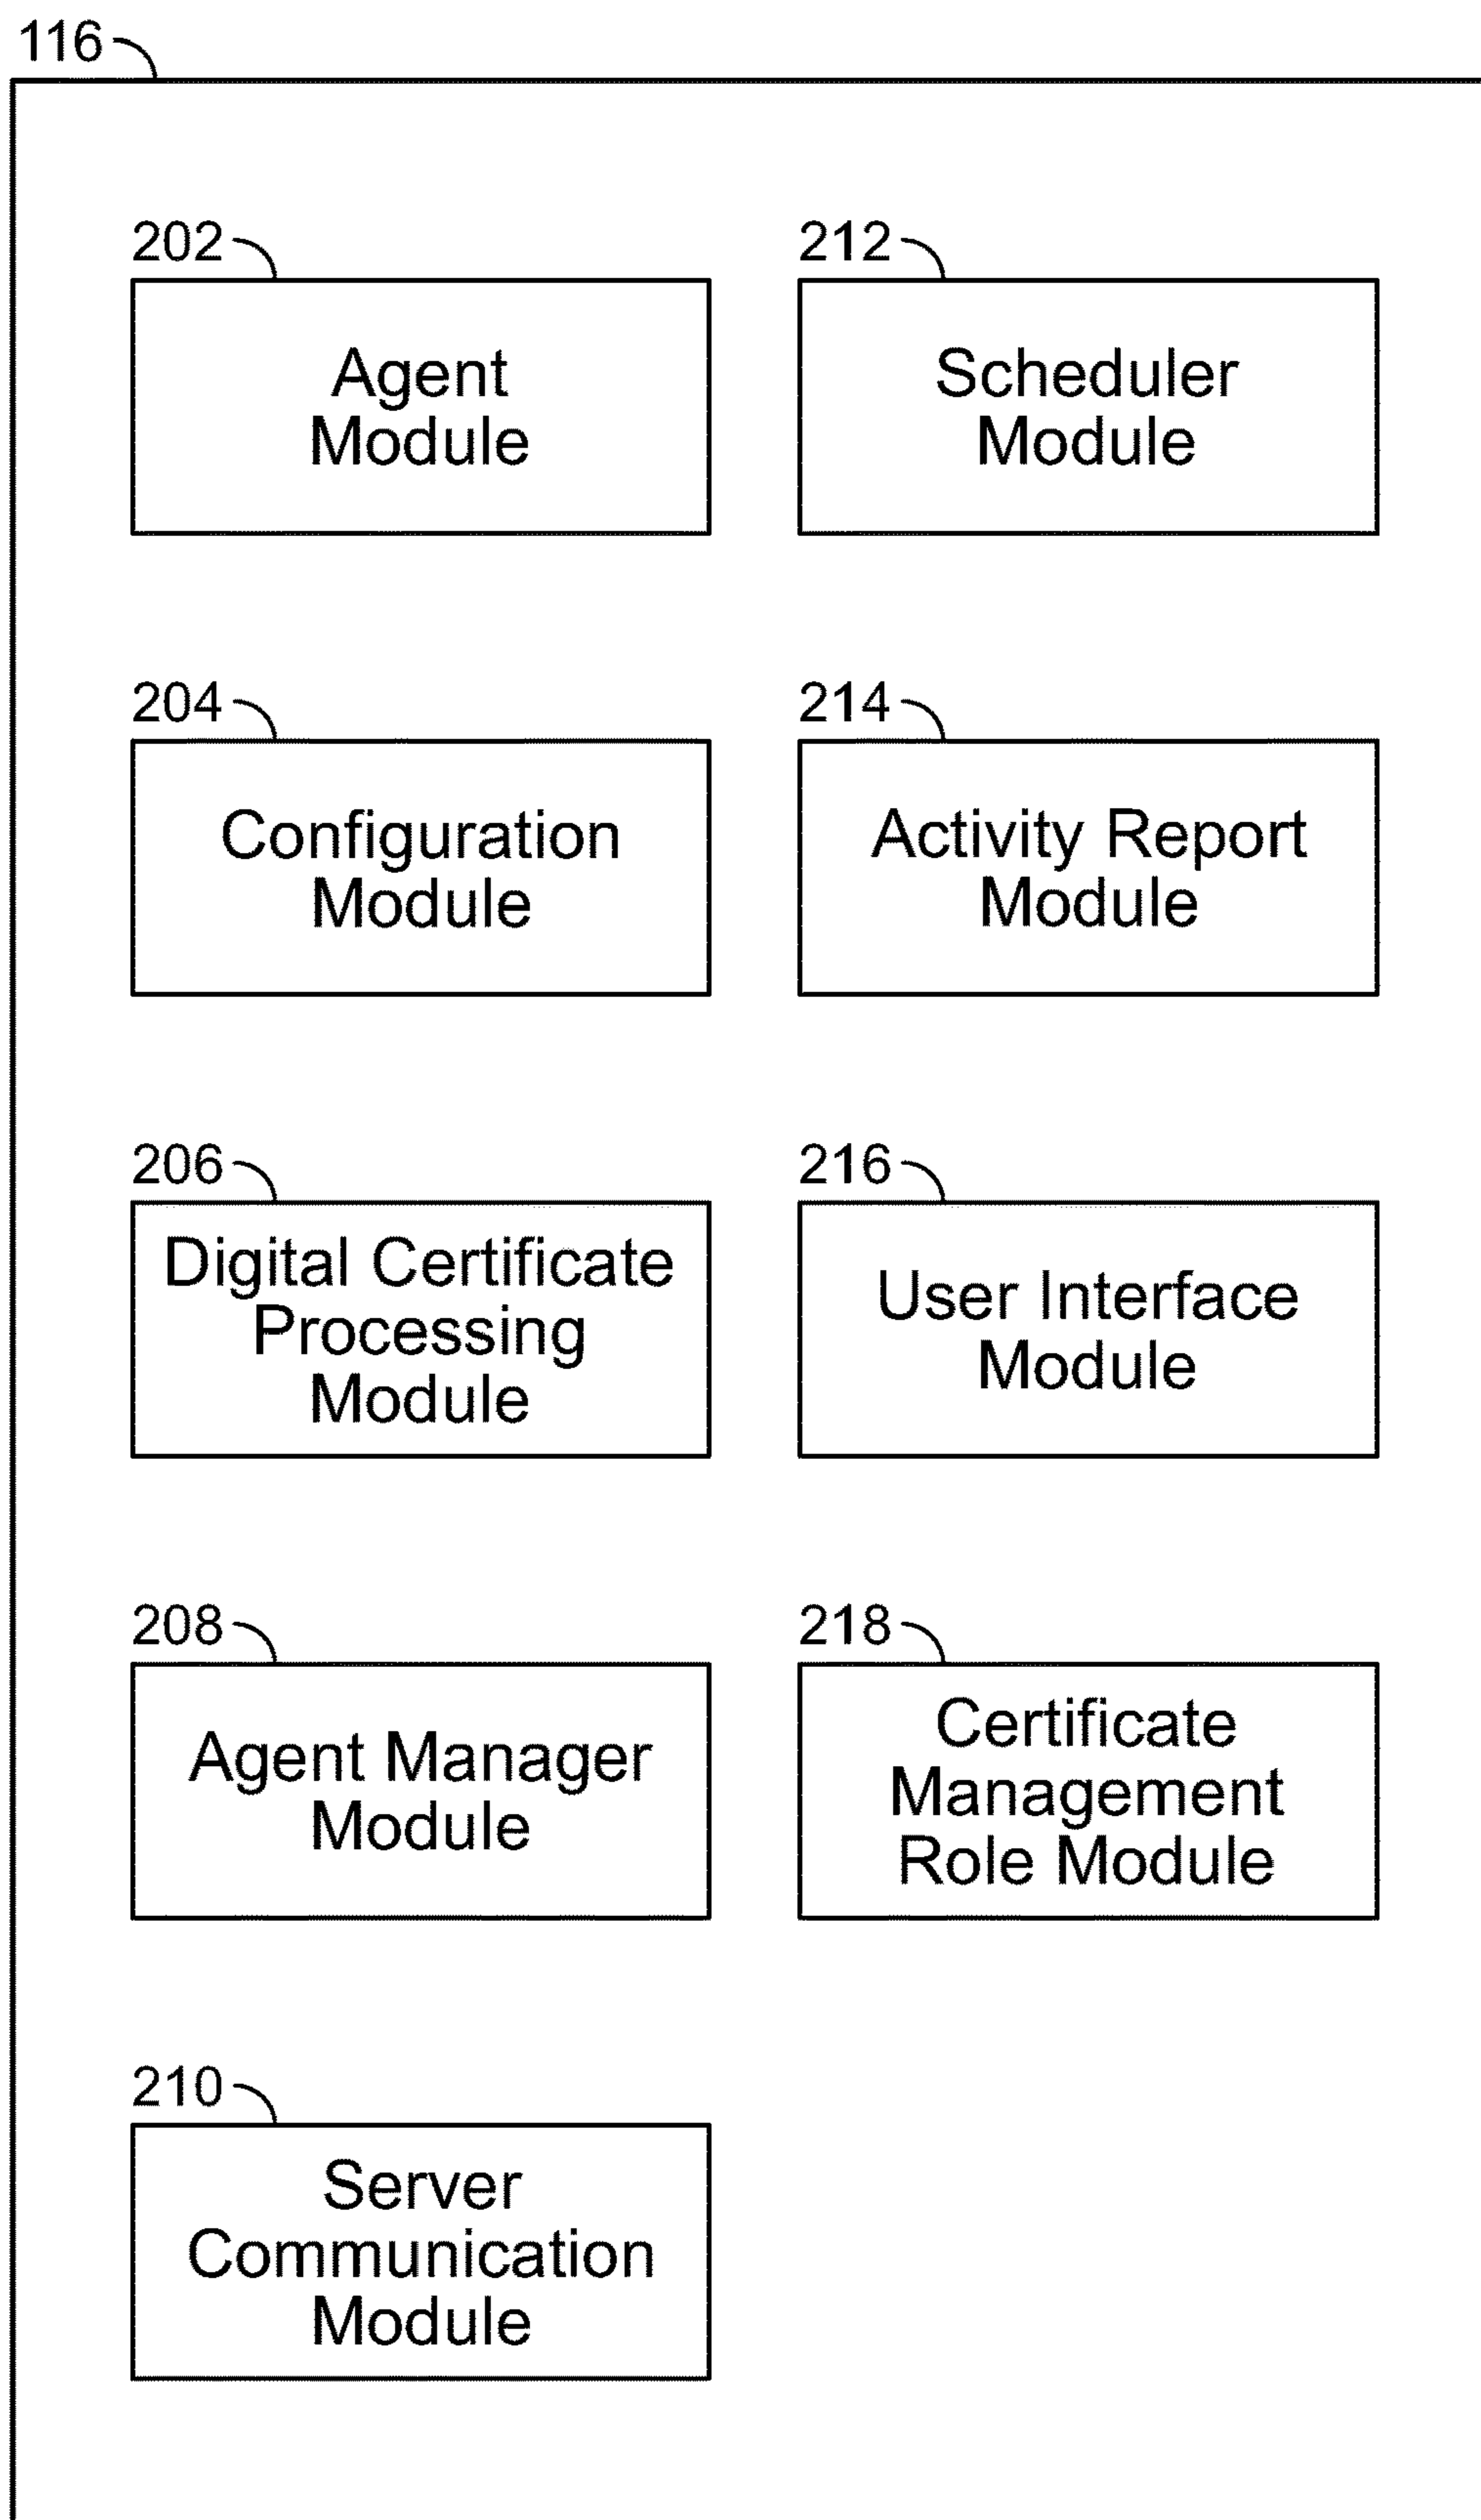 116
202
Agent
Module
212
Scheduler
Module
204
Configuration
Module
214
Activity Report
Module
206
Digital Certificate
Processing
Module
216
User Interface
Module
208
Agent Manager
Module
218
Certificate
Management
Role Module
210
Server
Communication
Module